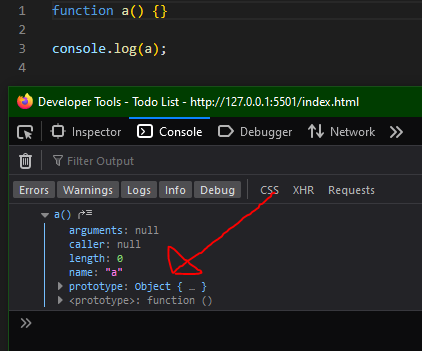 1 function a() {}
2
3 console.log(a);
4
Developer Tools - Todo List - http://127.0.0.1:5501/index.html
Inspector Console Debugger Network
Filter Output
Errors Warnings Logs Info Debug CSS XHR Requests
a()
arguments: null
caller: null
length: 0
name: "a"
prototype: Object { … }
<prototype>: function ()
»